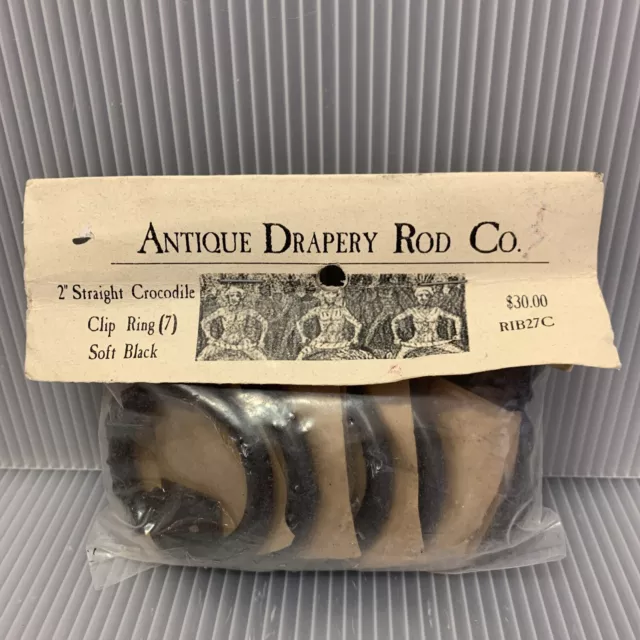 ANTIQUE DRAPERY ROD CO.
2" Straight Crocodile
Clip Ring (7)
Soft Black
$30.00
RIB27C